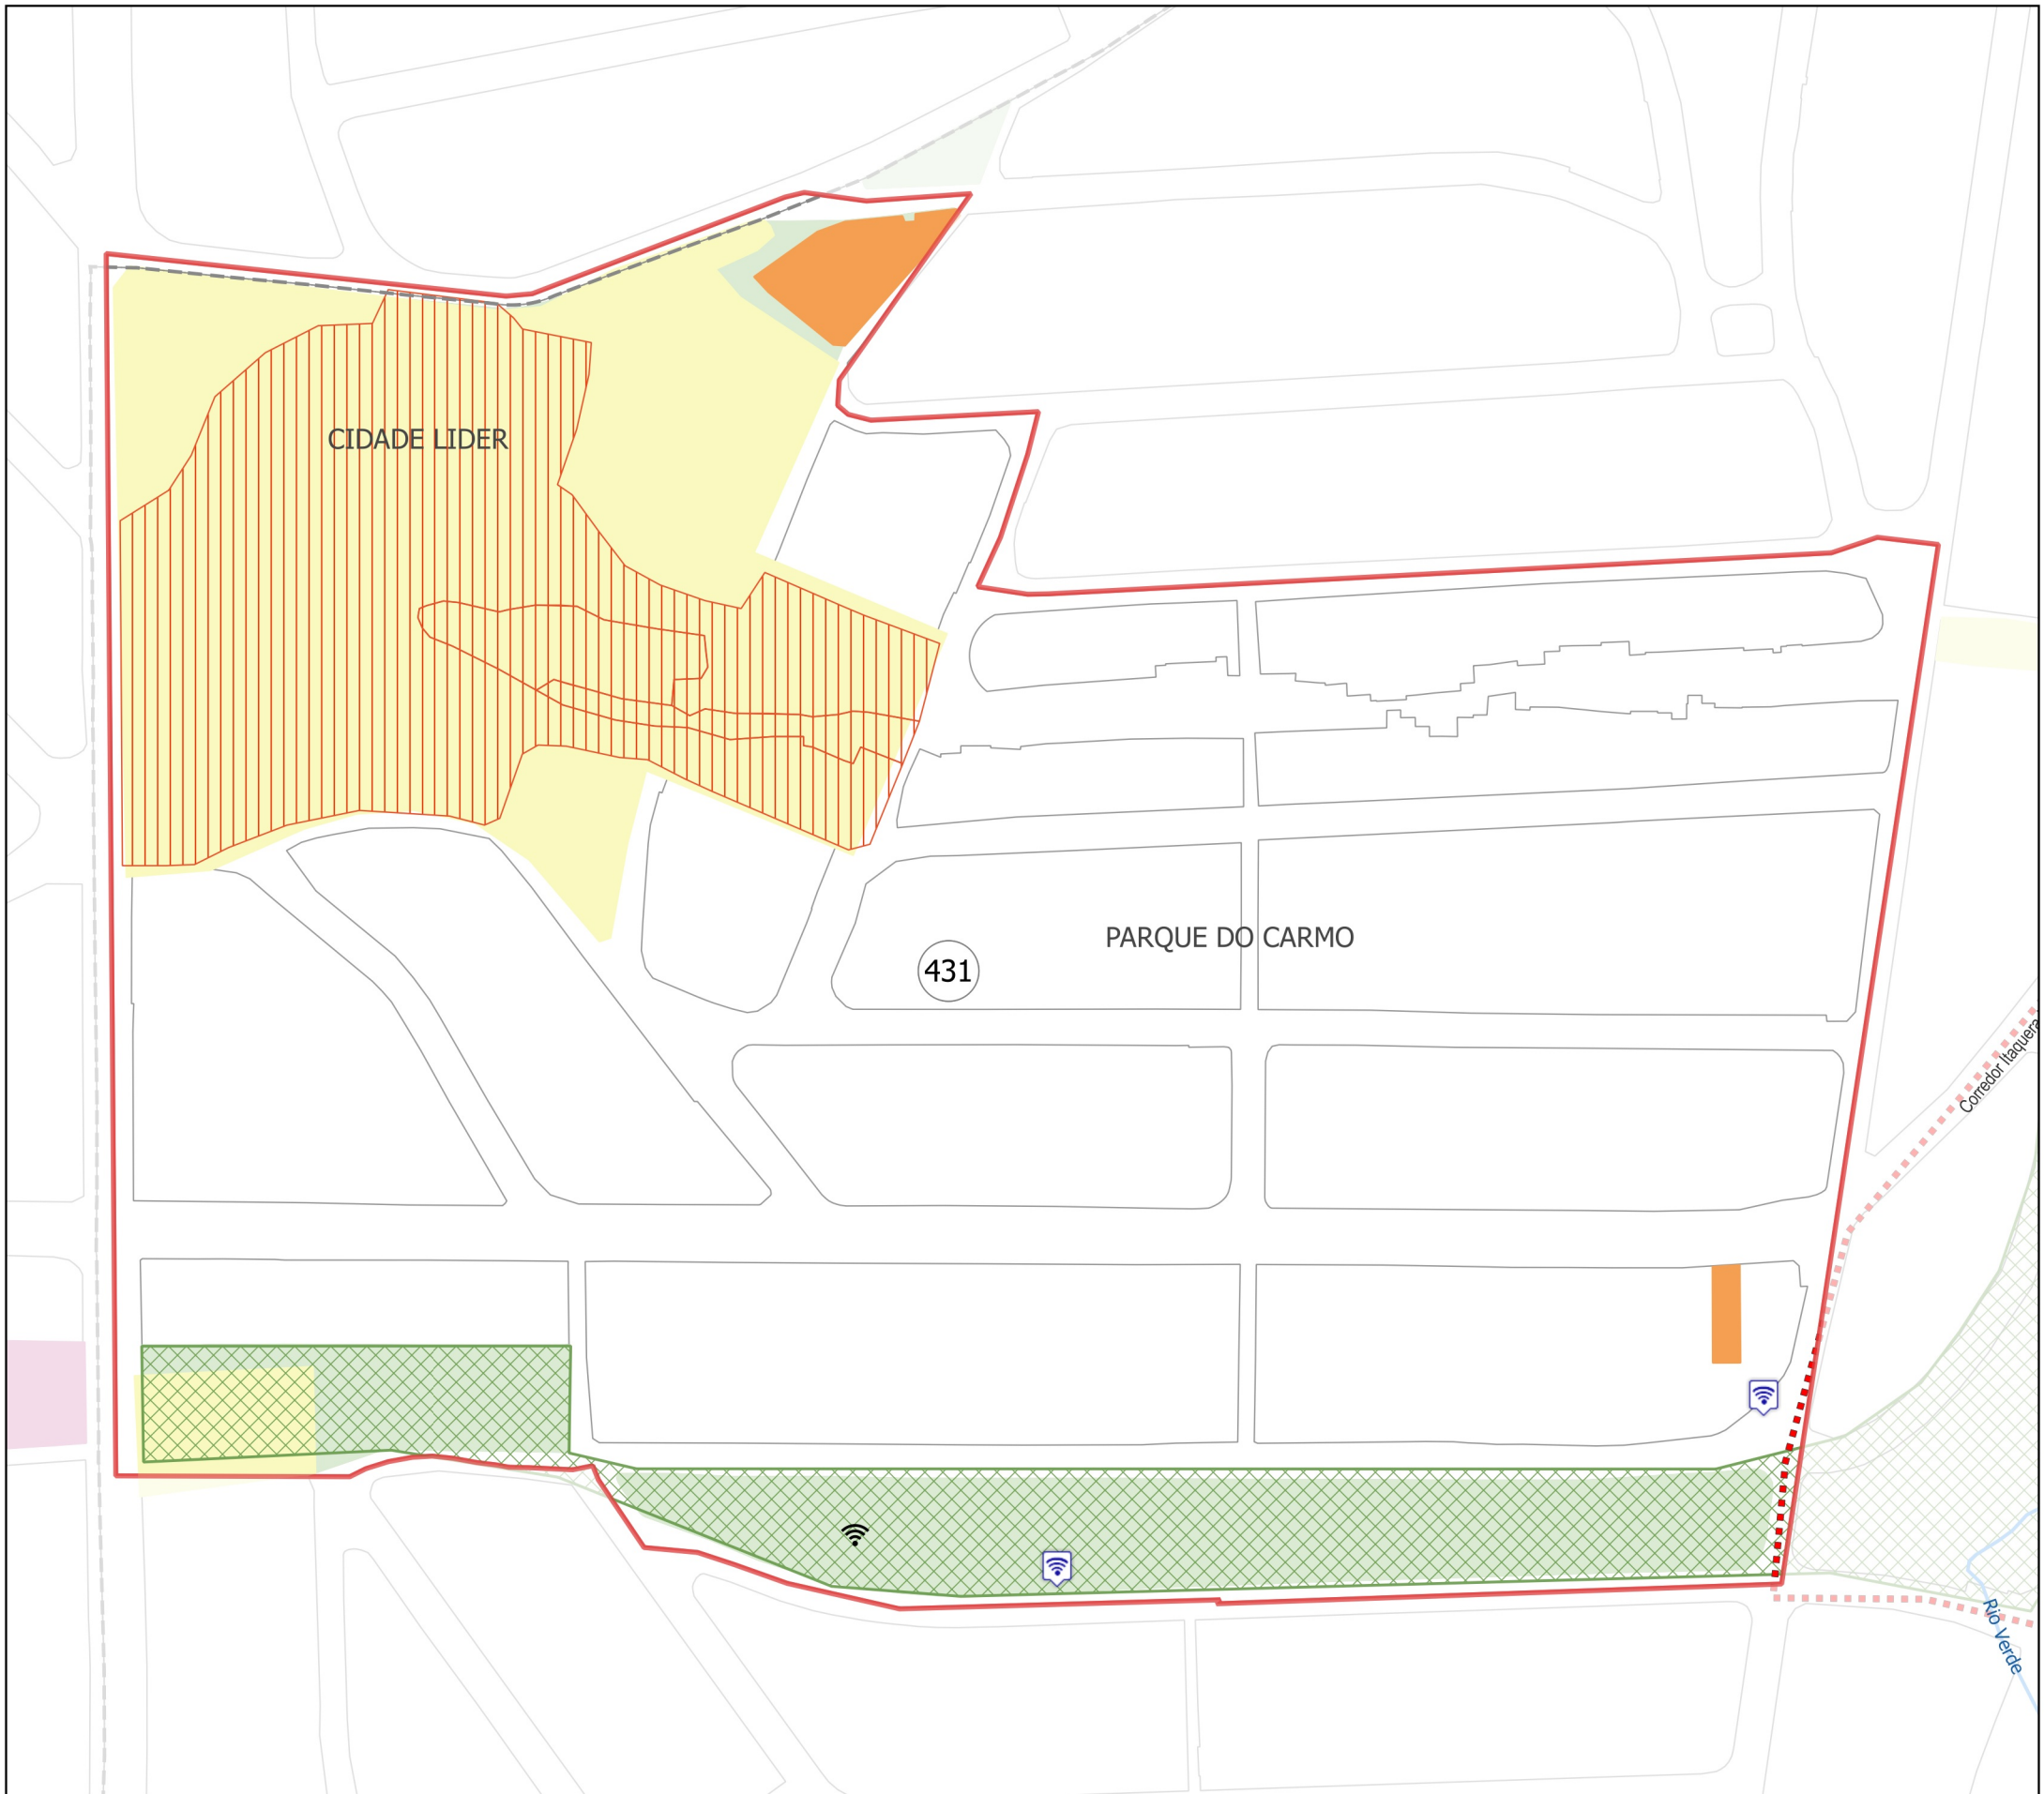 CIDADE LIDER
PARQUE DO CARMO
431
Corredor Itaquera
Rio Verde